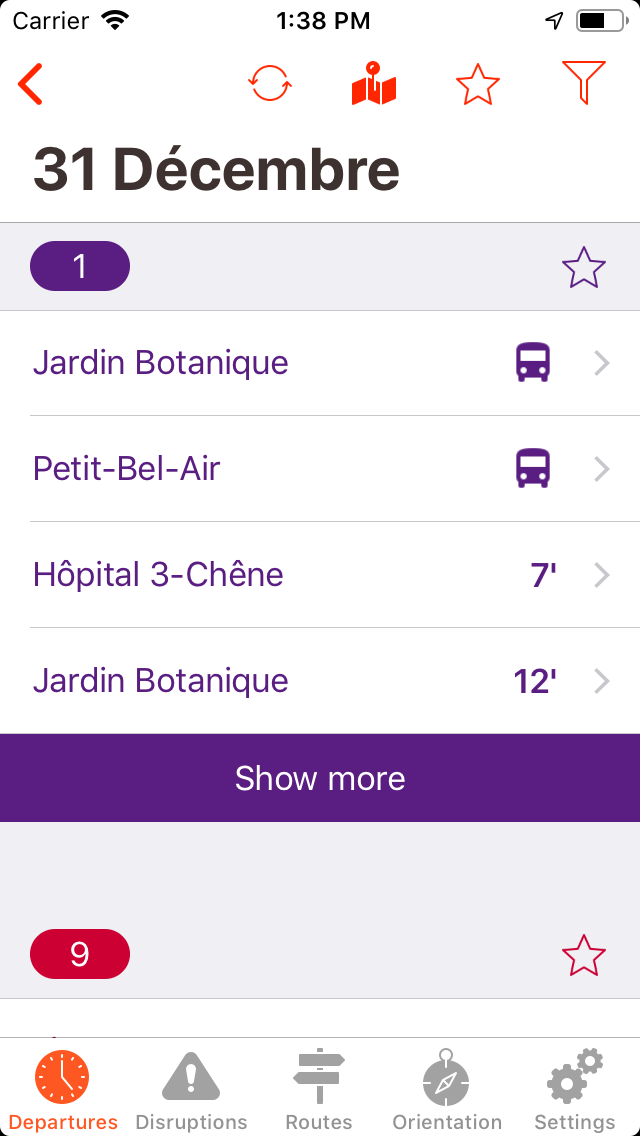 Carrier 1:38 PM
31 Décembre
1
Jardin Botanique
Petit-Bel-Air
Hôpital 3-Chêne 7'
Jardin Botanique 12'
Show more
9
Departures Disruptions Routes Orientation Settings